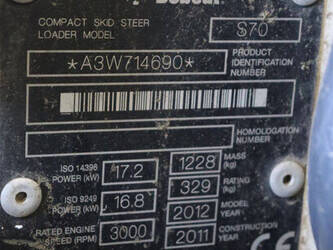 Bobcat
COMPACT SKID STEER
LOADER MODEL S70
*A3W714690* PRODUCT
IDENTIFICATION
NUMBER
HOMOLOGATION
NUMBER
ISO 14396
POWER (kW) 17.2 1228 MASS
(kg)
ISO 9249
POWER (kW) 16.8 329 RATING
(kg)
2012 MODEL
YEAR
RATED ENGINE
SPEED (RPM) 3000 2011 CONSTRUCTION
YEAR
CE